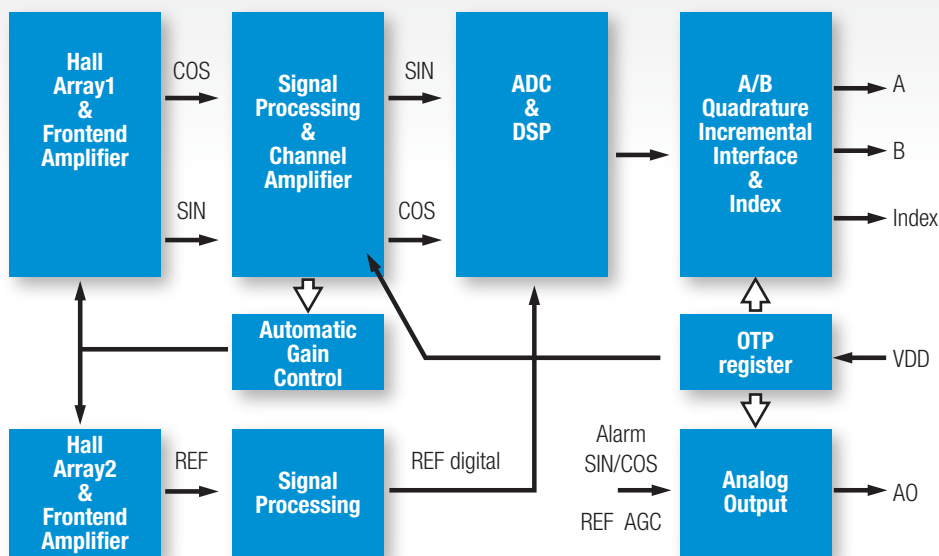 Hall
Array1
&
Frontend
Amplifier
COS
SIN
Signal
Processing
&
Channel
Amplifier
SIN
COS
ADC
&
DSP
A/B
Quadrature
Incremental
Interface
&
Index
A
B
Index
Automatic
Gain
Control
OTP
register
VDD
Hall
Array2
&
Frontend
Amplifier
REF
Signal
Processing
REF digital
Alarm
SIN/COS
REF AGC
Analog
Output
AO